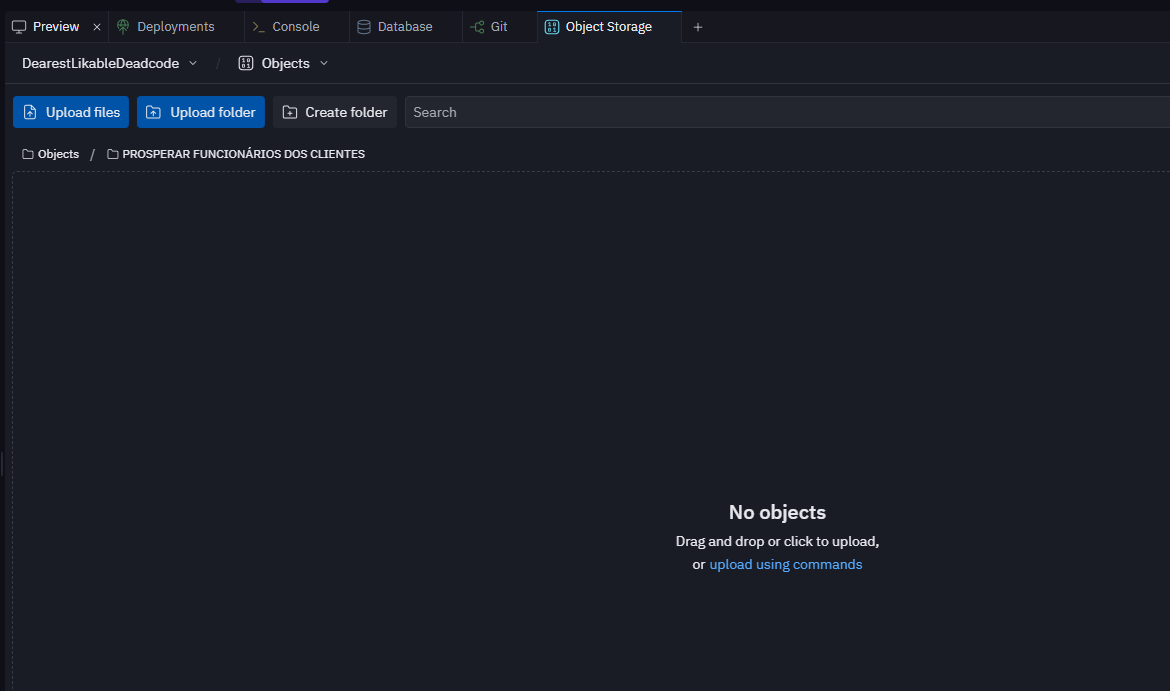 Preview × Deployments >_ Console Database Git Object Storage +
DearestLikableDeadcode / Objects
Upload files Upload folder Create folder Search
Objects / PROSPERAR FUNCIONÁRIOS DOS CLIENTES
No objects
Drag and drop or click to upload,
or upload using commands